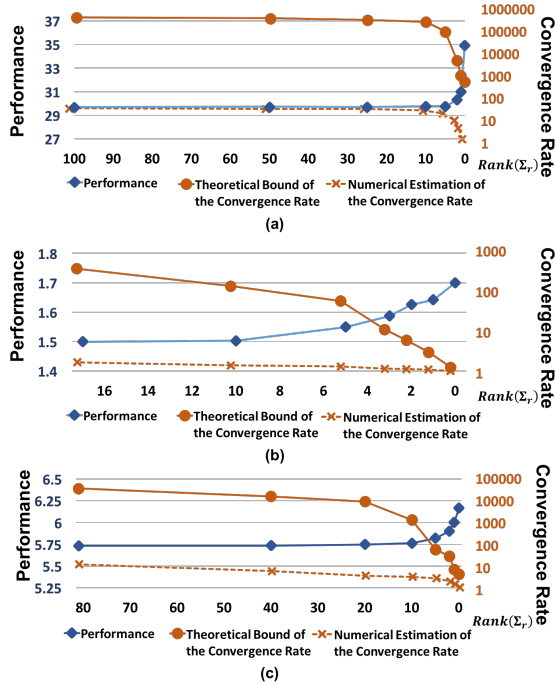 37
35
33
31
29
27
Performance
1000000
100000
10000
1000
100
10
1
Convergence Rate
100 90 80 70 60 50 40 30 20 10 0
Rank(Σr)
Performance
Theoretical Bound of the Convergence Rate
Numerical Estimation of the Convergence Rate
(a)
1.8
1.7
1.6
1.5
1.4
Performance
1000
100
10
1
Convergence Rate
16 14 12 10 8 6 4 2 0
Rank(Σr)
Performance
Theoretical Bound of the Convergence Rate
Numerical Estimation of the Convergence Rate
(b)
6.5
6.25
6
5.75
5.5
5.25
Performance
100000
10000
1000
100
10
1
Convergence Rate
80 70 60 50 40 30 20 10 0
Rank(Σr)
Performance
Theoretical Bound of the Convergence Rate
Numerical Estimation of the Convergence Rate
(c)